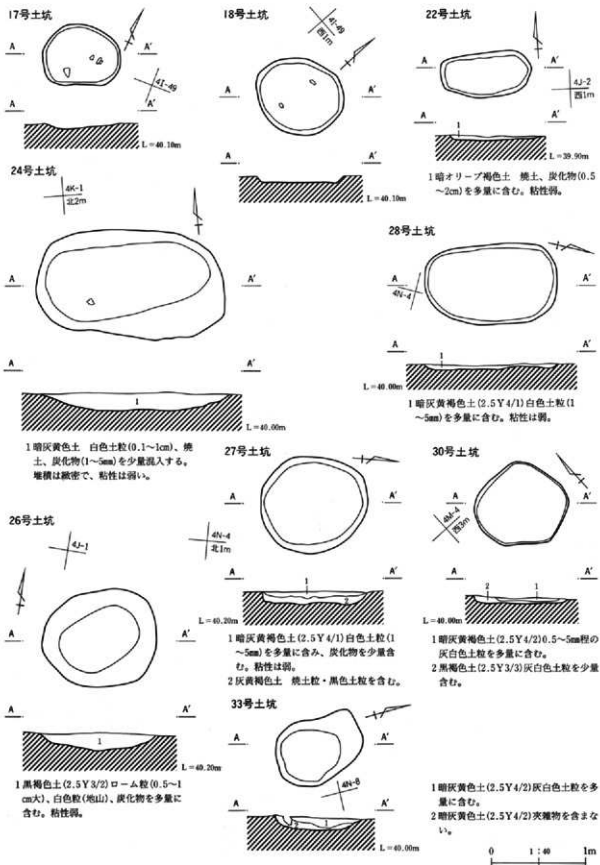 17号土坑
A
A′
4I-49
A
A′
L=40.10m
18号土坑
4I-49
西1m
A
A′
A
A′
L=40.10m
22号土坑
A
A′
4J-2
西1m
A
A′
1
L=39.90m
1暗オリーブ褐色土 焼土、炭化物(0.5
～2cm)を多量に含む。粘性弱。
24号土坑
4K-1
北2m
A
A′
A
A′
1
L=40.00m
1暗灰黄色土 白色土粒(0.1～1cm)、焼
土、炭化物(1～5mm)を少量混入する。
堆積は緻密で、粘性は弱い。
28号土坑
A
A′
4N-4
A
A′
1
L=40.00m
1暗灰黄褐色土(2.5Y4/1)白色土粒(1
～5mm)を多量に含む。粘性は弱。
27号土坑
A
A′
4N-4
北1m
A
A′
1
2
L=40.20m
1暗灰黄褐色土(2.5Y4/1)白色土粒(1
～5mm)を多量に含み、炭化物を少量含
む。粘性は弱。
2灰黄褐色土 焼土粒・黒色土粒を含む。
30号土坑
A
A′
4M-4
西3m
A
A′
2
1
L=40.00m
1暗灰黄褐色土(2.5Y4/2)0.5～5mm程の
灰白色土粒を多量に含む。
2黒褐色土(2.5Y3/3)灰白色土粒を少量
含む。
26号土坑
4J-1
A
A′
A
A′
1
L=40.20m
1黒褐色土(2.5Y3/2)ローム粒(0.5～1
cm大)、白色粒(地山)、炭化物を多量に
含む。粘性弱。
33号土坑
A
A′
4N-6
A
A′
2
1
L=40.00m
1暗灰黄色土(2.5Y4/2)灰白色土粒を多
量に含む。
2暗灰黄色土(2.5Y4/2)夾雑物を含まな
い。
0
1:40
1m